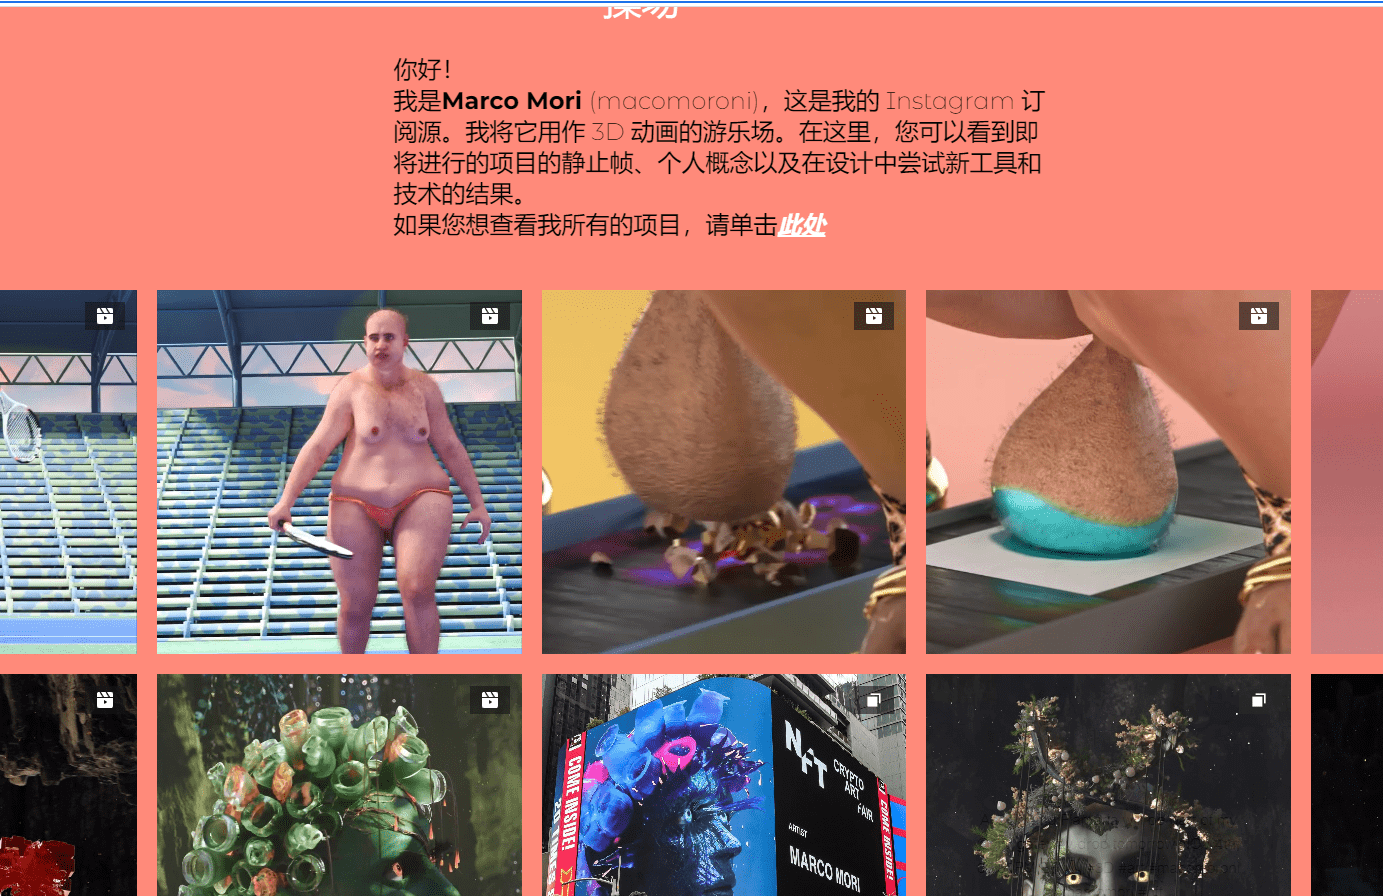 操场
你好！
我是Marco Mori (macomoroni)，这是我的 Instagram 订
阅源。我将它用作 3D 动画的游乐场。在这里，您可以看到即
将进行的项目的静止帧、个人概念以及在设计中尝试新工具和
技术的结果。
如果您想查看我所有的项目，请单击此处
COME INSIDE!
NFT
CRYPTO
ART
FAIR
ARTIST
MARCO MORI
COME INSIDE!